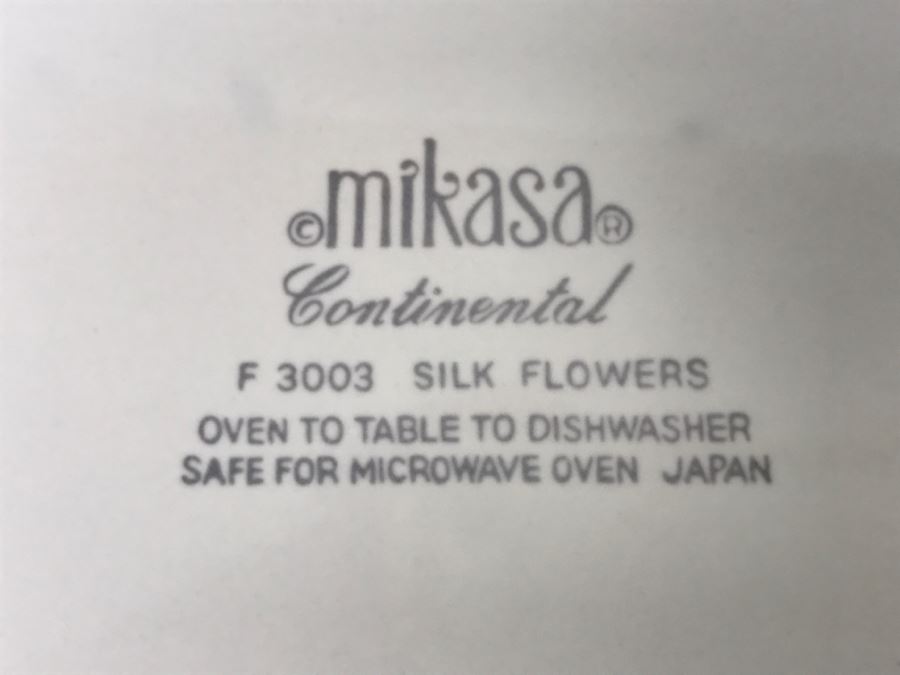 ©mikasa®
Continental
F 3003 SILK FLOWERS
OVEN TO TABLE TO DISHWASHER
SAFE FOR MICROWAVE OVEN JAPAN